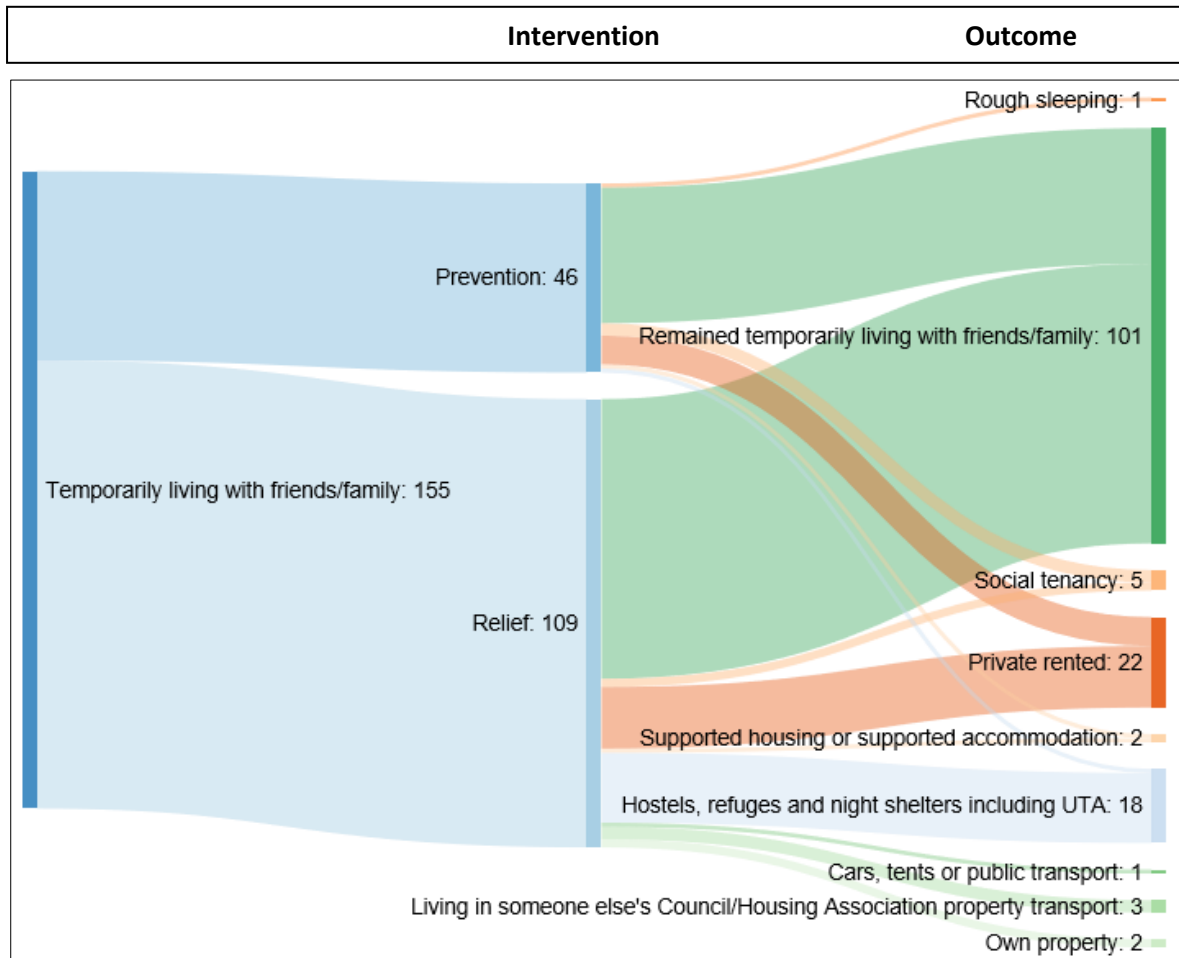 Intervention Outcome
Rough sleeping: 1
Prevention: 46
Remained temporarily living with friends/family: 101
Temporarily living with friends/family: 155
Social tenancy: 5
Relief: 109
Private rented: 22
Supported housing or supported accommodation: 2
Hostels, refuges and night shelters including UTA: 18
Cars, tents or public transport: 1
Living in someone else's Council/Housing Association property transport: 3
Own property: 2